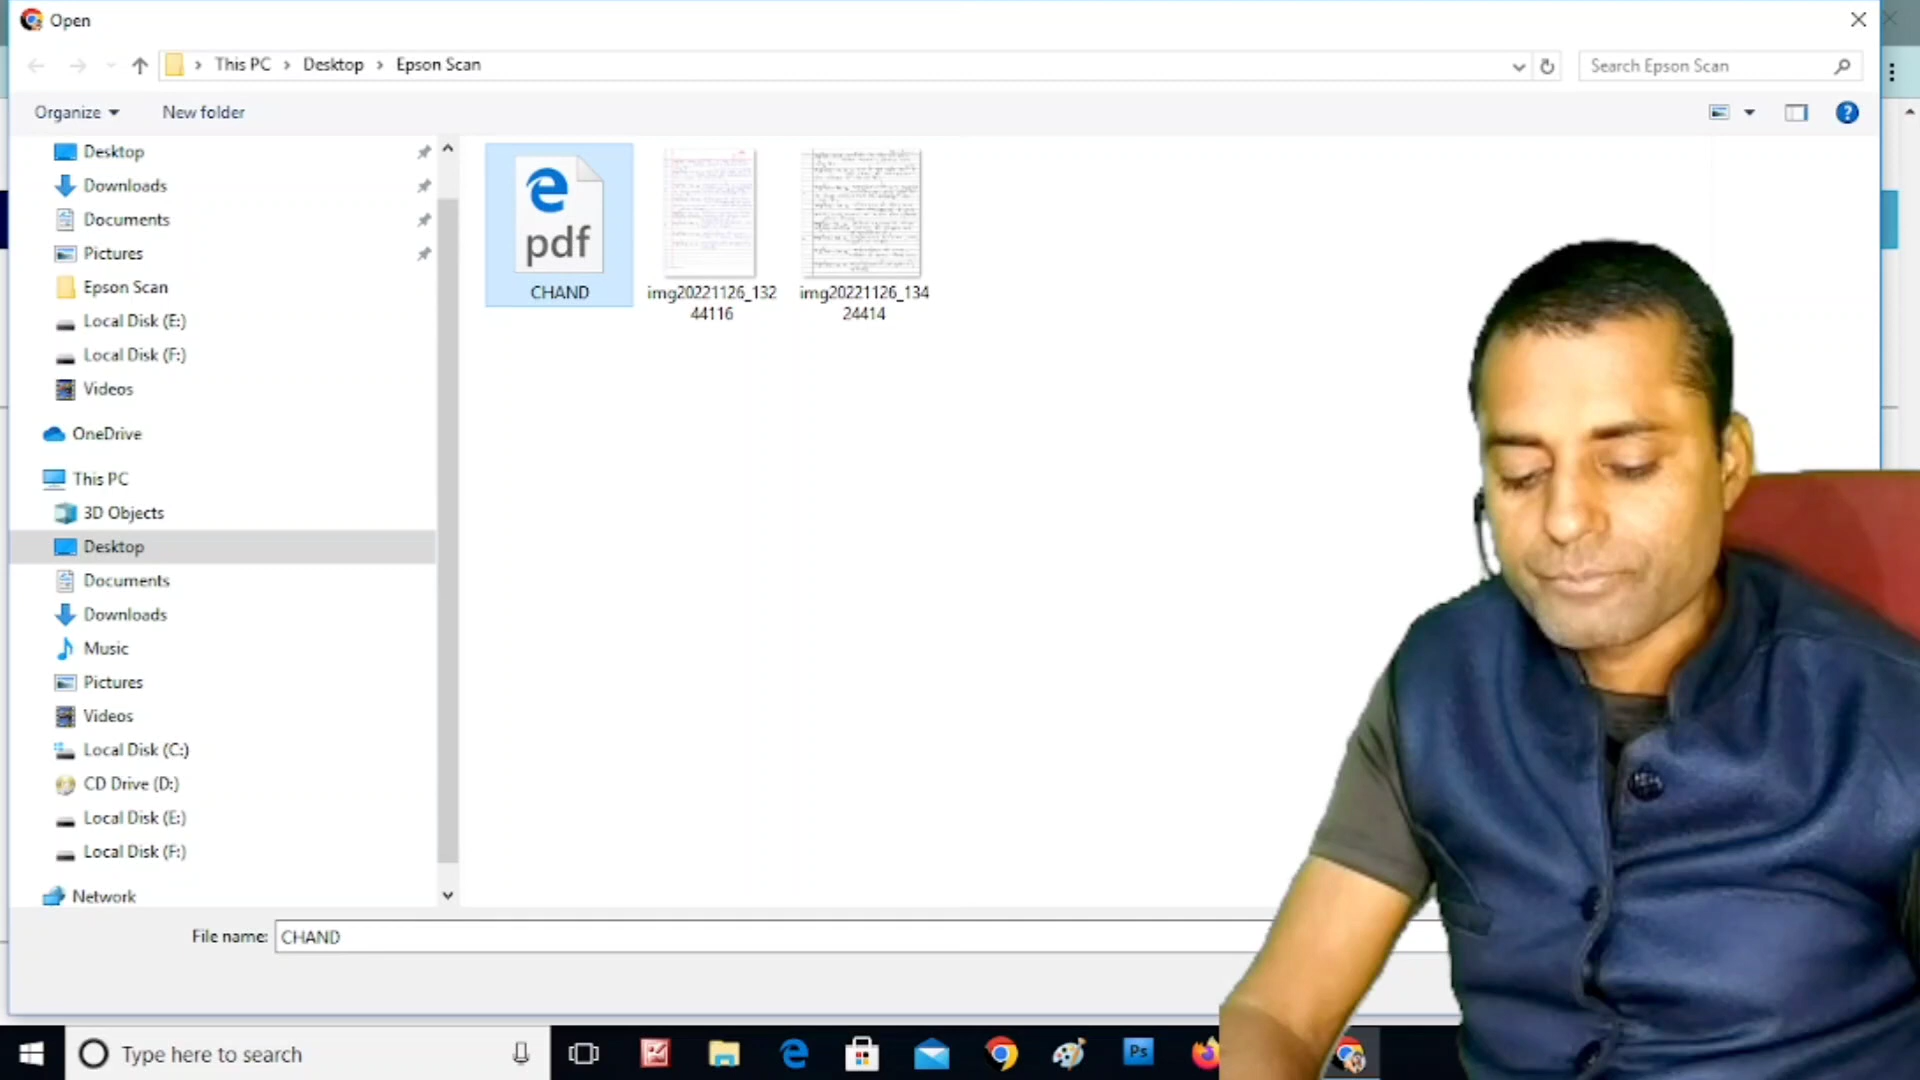 Open
This PC > Desktop > Epson Scan
Search Epson Scan
Organize
New folder
Desktop
Downloads
Documents
Pictures
Epson Scan
Local Disk (E:)
Local Disk (F:)
Videos
OneDrive
This PC
3D Objects
Desktop
Documents
Downloads
Music
Pictures
Videos
Local Disk (C:)
CD Drive (D:)
Local Disk (E:)
Local Disk (F:)
Network
pdf
CHAND
img20221126_132
44116
img20221126_134
24414
File name: CHAND
Type here to search
Ps